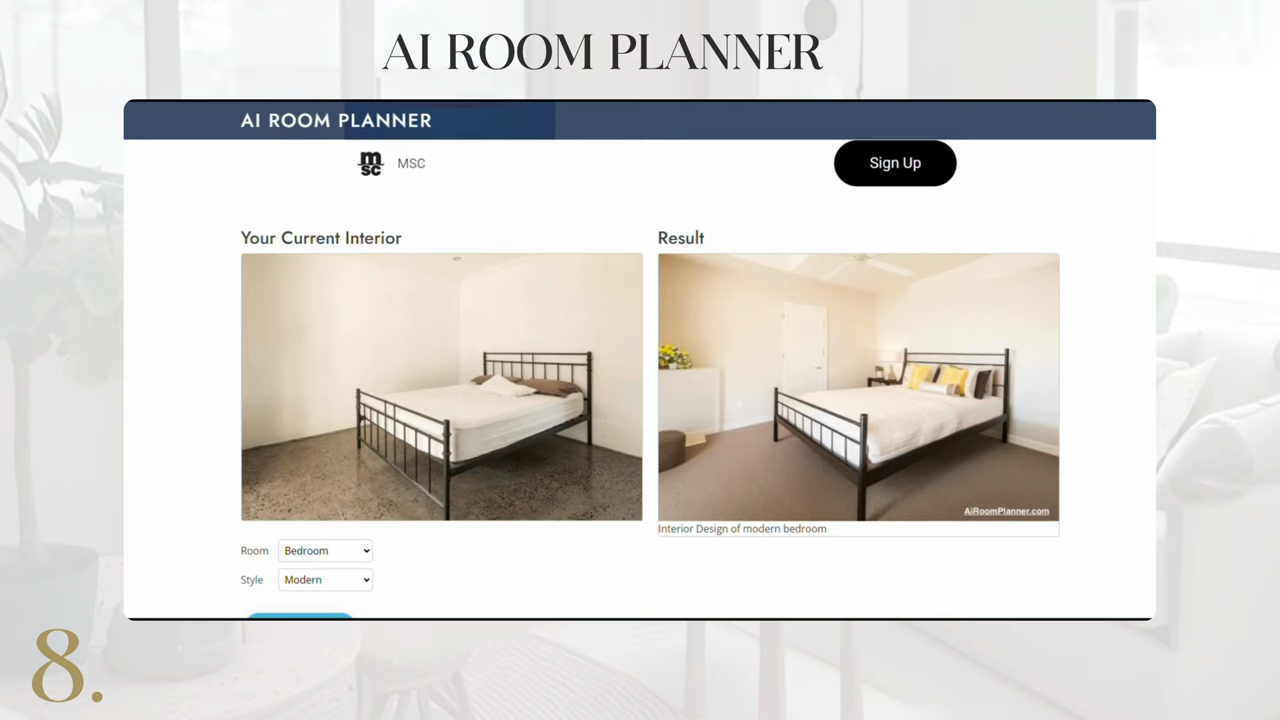 AI ROOM PLANNER
AI ROOM PLANNER
msc MSC
Sign Up
Your Current Interior
Result
AiRoomPlanner.com
Interior Design of modern bedroom
Room Bedroom
Style Modern
8.